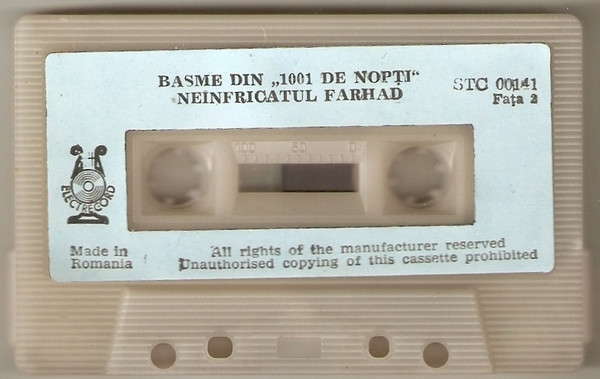 BASME DIN „1001 DE NOPȚI“
NEÎNFRICATUL FARHAD
STC 00141
Fața 2
100 50 0
ELECTRECORD
Made in
Romania
All rights of the manufacturer reserved
Unauthorised copying of this cassette prohibited